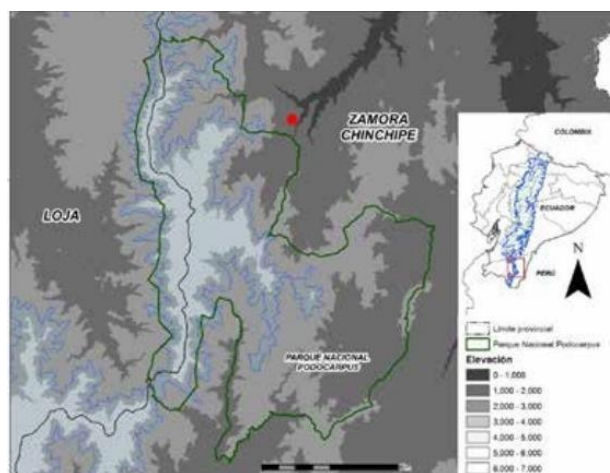 ZAMORA
CHINCHIPE
LOJA
PARQUE NACIONAL
PODOCARPUS
COLOMBIA
ECUADOR
PERÚ
N
Límite provincial
Parque Nacional Podocarpus
Elevación
0 - 1,000
1,000 - 2,000
2,000 - 3,000
3,000 - 4,000
4,000 - 5,000
5,000 - 6,000
6,000 - 7,000